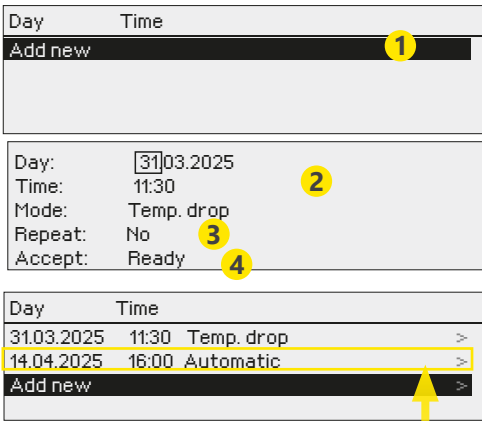 Day Time
Add new
1
Day: 31.03.2025
Time: 11:30
2
Mode: Temp. drop
Repeat: No
3
Accept: Ready
4
Day Time
31.03.2025 11:30 Temp. drop >
14.04.2025 16:00 Automatic >
Add new >